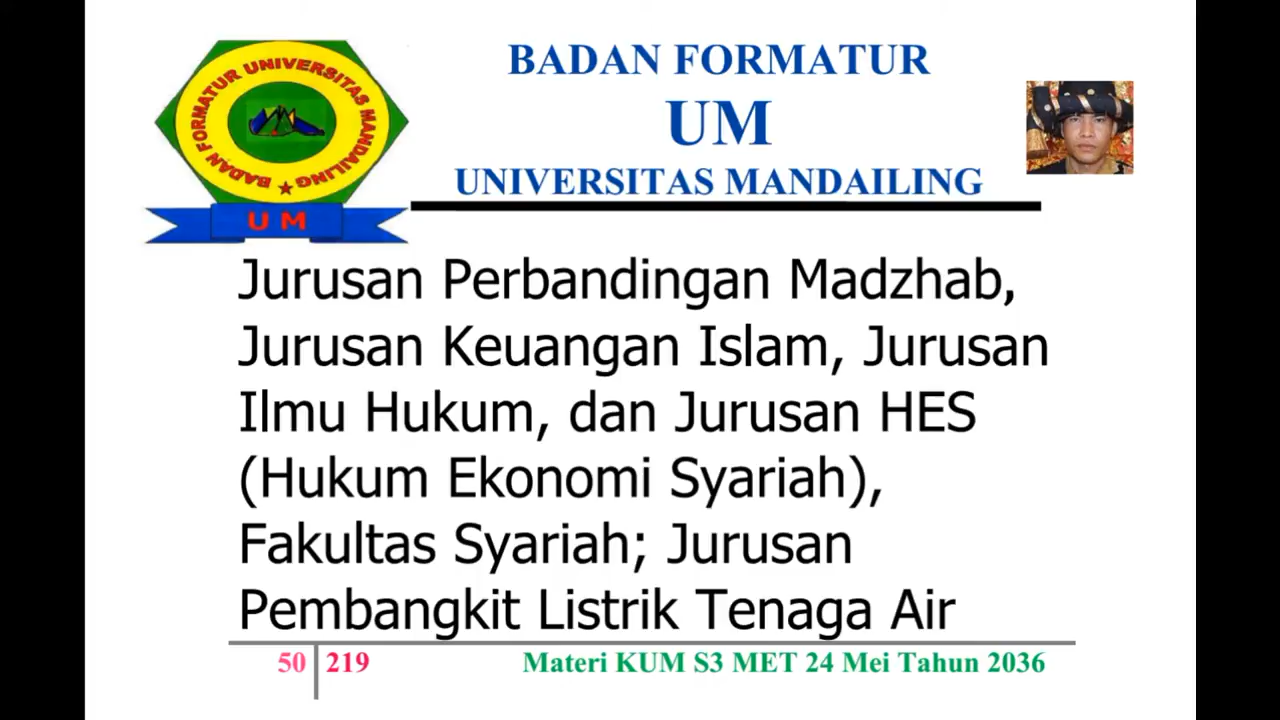 BADAN FORMATUR UNIVERSITAS MANDAILING
UM
BADAN FORMATUR
UM
UNIVERSITAS MANDAILING
Jurusan Perbandingan Madzhab,
Jurusan Keuangan Islam, Jurusan
Ilmu Hukum, dan Jurusan HES
(Hukum Ekonomi Syariah),
Fakultas Syariah; Jurusan
Pembangkit Listrik Tenaga Air
50 219
Materi KUM S3 MET 24 Mei Tahun 2036